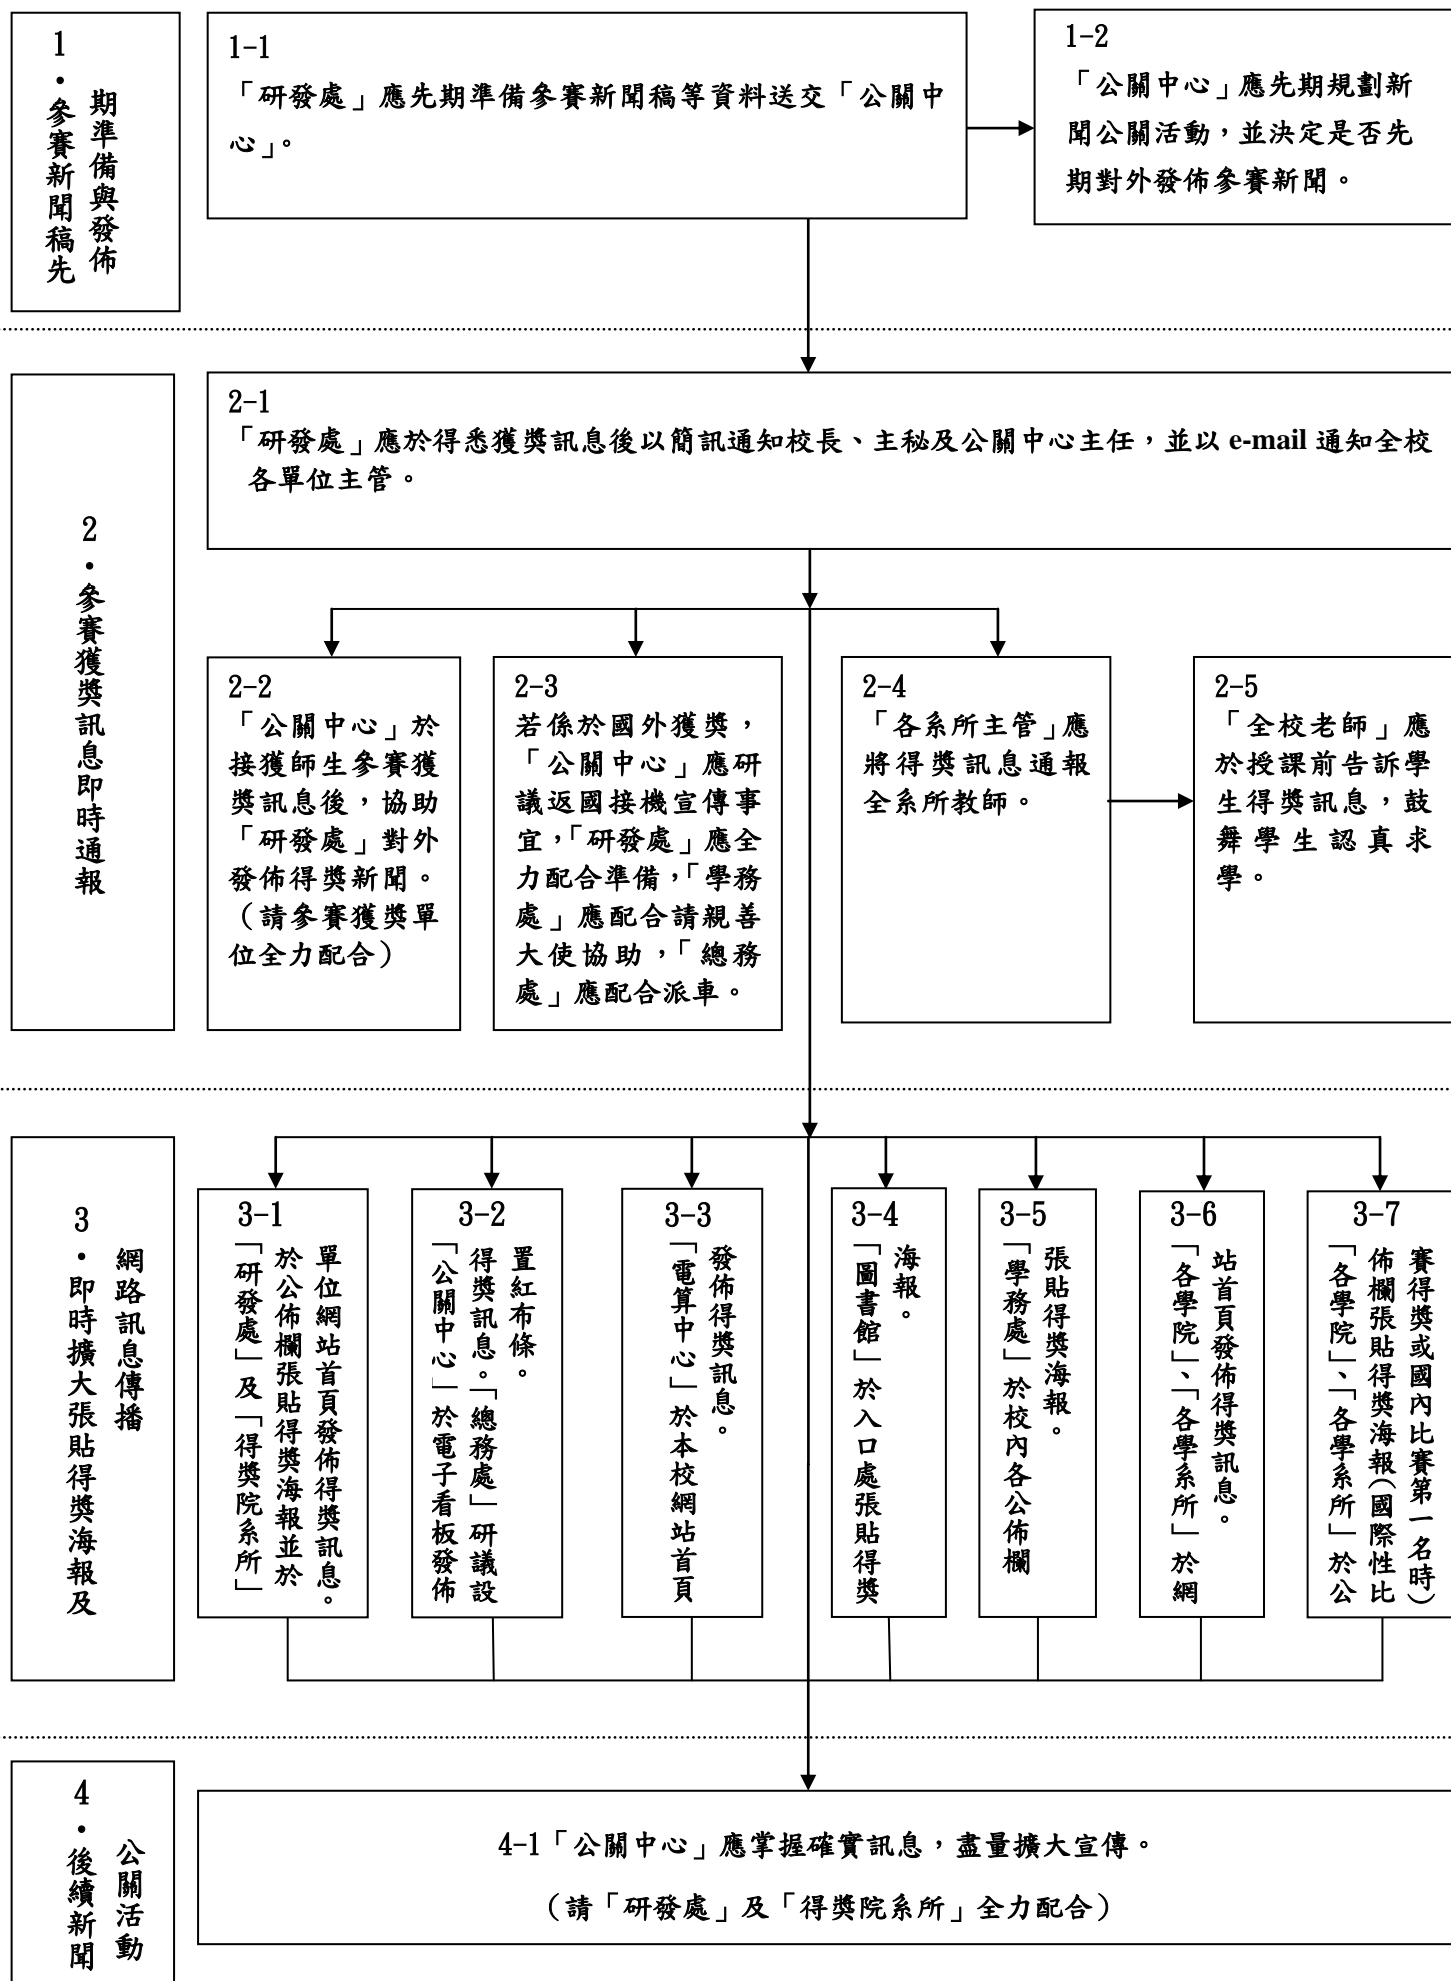 1．參賽新聞稿先
期準備與發佈
1-1
「研發處」應先期準備參賽新聞稿等資料送交「公關中
心」。
1-2
「公關中心」應先期規劃新
聞公關活動，並決定是否先
期對外發佈參賽新聞。
2．參賽獲獎訊息即時通報
2-1
「研發處」應於得悉獲獎訊息後以簡訊通知校長、主秘及公關中心主任，並以 e-mail 通知全校
各單位主管。
2-2
「公關中心」於
接獲師生參賽獲
獎訊息後，協助
「研發處」對外
發佈得獎新聞。
（請參賽獲獎單
位全力配合）
2-3
若係於國外獲獎，
「公關中心」應研
議返國接機宣傳事
宜，「研發處」應全
力配合準備，「學務
處」應配合請親善
大使協助，「總務
處」應配合派車。
2-4
「各系所主管」應
將得獎訊息通報
全系所教師。
2-5
「全校老師」應
於授課前告訴學
生得獎訊息，鼓
舞學生認真求
學。
3．即時擴大張貼得獎海報及
網路訊息傳播
3-1
「研發處」及「得獎院系所」
於公佈欄張貼得獎海報並於
單位網站首頁發佈得獎訊息。
3-2
「公關中心」於電子看板發佈
得獎訊息。「總務處」研議設
置紅布條。
3-3
「電算中心」於本校網站首頁
發佈得獎訊息。
3-4
「圖書館」於入口處張貼得獎
海報。
3-5
「學務處」於校內各公佈欄
張貼得獎海報。
3-6
「各學院」、「各學系所」於網
站首頁發佈得獎訊息。
3-7
「各學院」、「各學系所」於公
佈欄張貼得獎海報（國際性比
賽得獎或國內比賽第一名時）
4．後續新聞
公關活動
4-1「公關中心」應掌握確實訊息，盡量擴大宣傳。
（請「研發處」及「得獎院系所」全力配合）